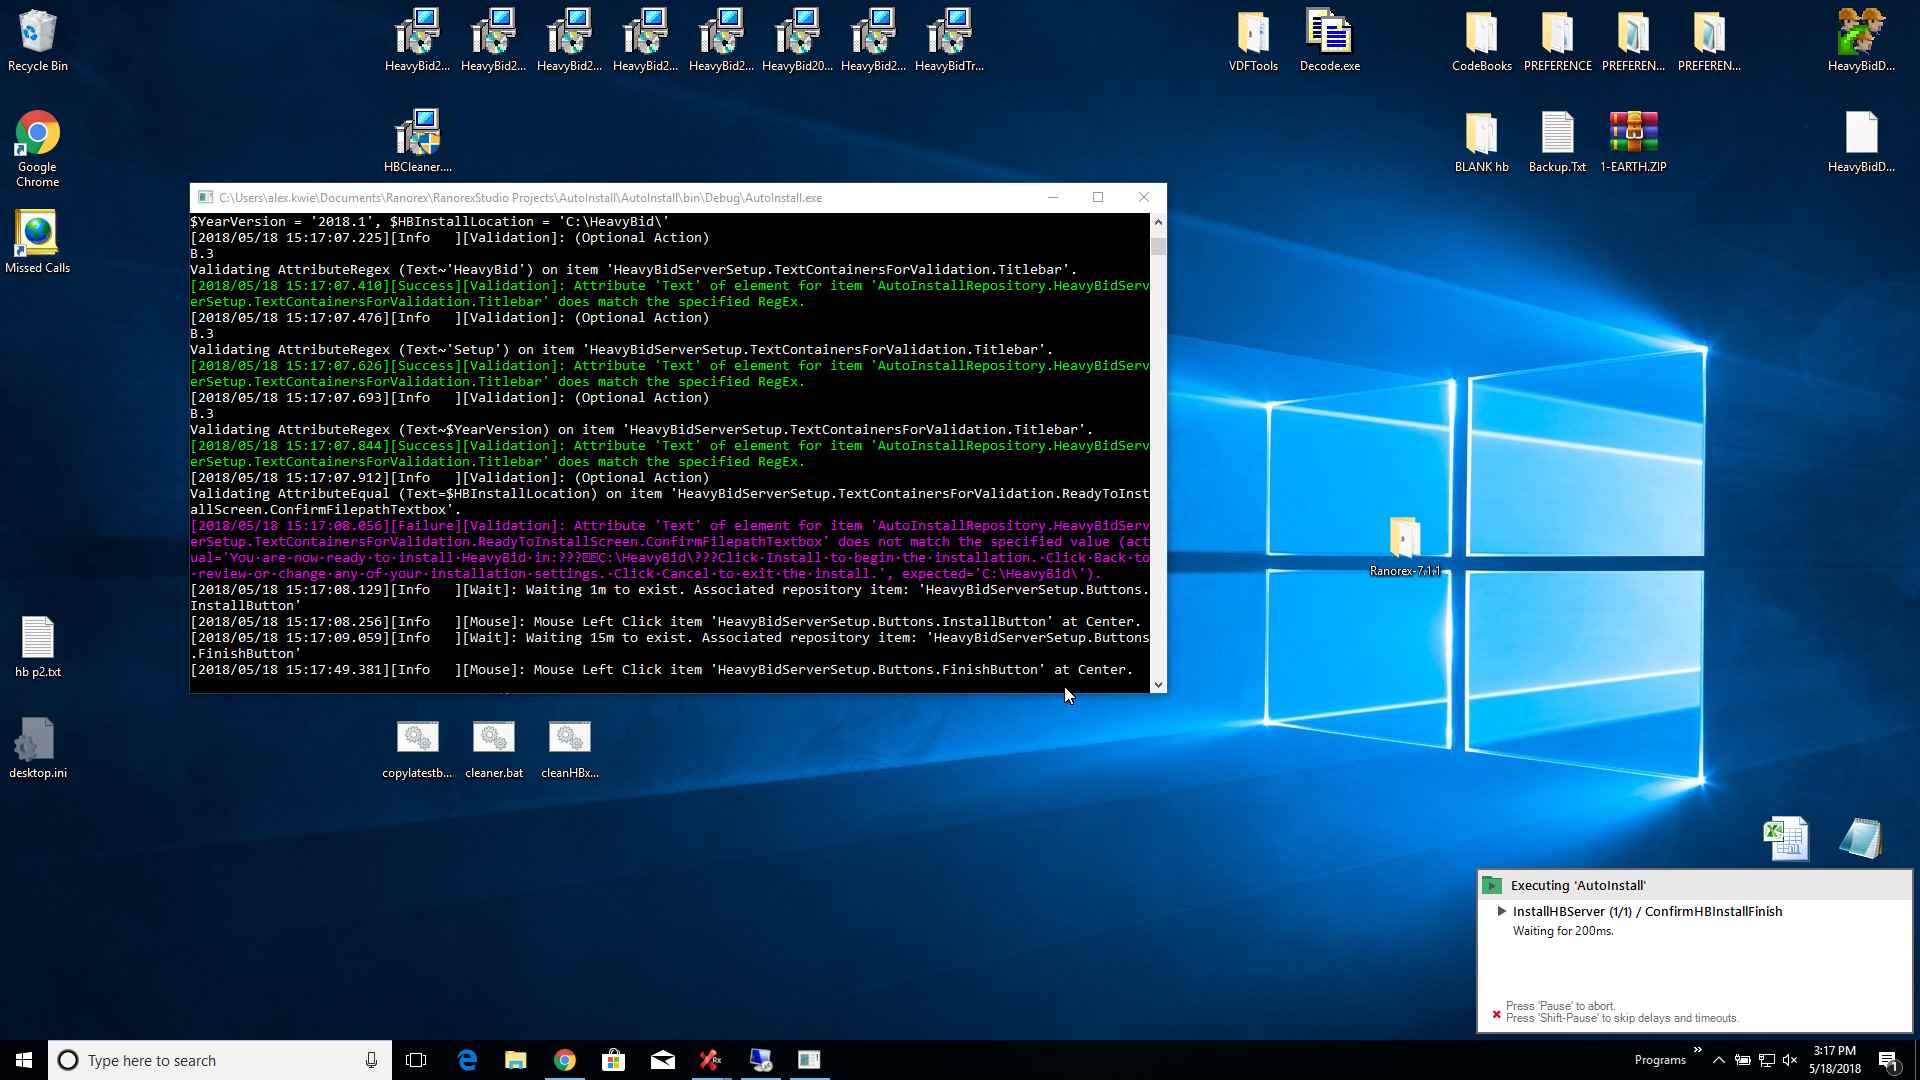 HeavyBid2...
HeavyBid2...
HeavyBid2...
HeavyBid2...
HeavyBid2...
HeavyBid20...
HeavyBid2...
HeavyBidTr...
VDFTools
Decode.exe
CodeBooks
PREFERENCE
PREFEREN...
PREFEREN...
HeavyBidD...
Recycle Bin
Google
Chrome
HBCleaner....
BLANK hb
Backup.Txt
1-EARTH.ZIP
HeavyBidD...
Missed Calls
C:\Users\alex.kwie\Documents\Ranorex\RanorexStudio Projects\AutoInstall\AutoInstall\bin\Debug\AutoInstall.exe
$YearVersion = '2018.1', $HBInstallLocation = 'C:\HeavyBid\'
[2018/05/18 15:17:07.225][Info   ][Validation]: (Optional Action)
B.3
Validating AttributeRegex (Text~'HeavyBid') on item 'HeavyBidServerSetup.TextContainersForValidation.Titlebar'.
[2018/05/18 15:17:07.410][Success][Validation]: Attribute 'Text' of element for item 'AutoInstallRepository.HeavyBidServ
erSetup.TextContainersForValidation.Titlebar' does match the specified RegEx.
[2018/05/18 15:17:07.476][Info   ][Validation]: (Optional Action)
B.3
Validating AttributeRegex (Text~'Setup') on item 'HeavyBidServerSetup.TextContainersForValidation.Titlebar'.
[2018/05/18 15:17:07.626][Success][Validation]: Attribute 'Text' of element for item 'AutoInstallRepository.HeavyBidServ
erSetup.TextContainersForValidation.Titlebar' does match the specified RegEx.
[2018/05/18 15:17:07.693][Info   ][Validation]: (Optional Action)
B.3
Validating AttributeRegex (Text~$YearVersion) on item 'HeavyBidServerSetup.TextContainersForValidation.Titlebar'.
[2018/05/18 15:17:07.844][Success][Validation]: Attribute 'Text' of element for item 'AutoInstallRepository.HeavyBidServ
erSetup.TextContainersForValidation.Titlebar' does match the specified RegEx.
[2018/05/18 15:17:07.912][Info   ][Validation]: (Optional Action)
Validating AttributeEqual (Text=$HBInstallLocation) on item 'HeavyBidServerSetup.TextContainersForValidation.ReadyToInst
allScreen.ConfirmFilepathTextbox'.
[2018/05/18 15:17:08.056][Failure][Validation]: Attribute 'Text' of element for item 'AutoInstallRepository.HeavyBidServ
erSetup.TextContainersForValidation.ReadyToInstallScreen.ConfirmFilepathTextbox' does not match the specified value (act
ual='You·are·now·ready·to·install·HeavyBid·in:???⍰⍰C:\HeavyBid\???Click·Install·to·begin·the·installation.·Click·Back·to
·review·or·change·any·of·your·installation·settings.·Click·Cancel·to·exit·the·install.', expected='C:\HeavyBid\').
[2018/05/18 15:17:08.129][Info   ][Wait]: Waiting 1m to exist. Associated repository item: 'HeavyBidServerSetup.Buttons.
InstallButton'
[2018/05/18 15:17:08.256][Info   ][Mouse]: Mouse Left Click item 'HeavyBidServerSetup.Buttons.InstallButton' at Center.
[2018/05/18 15:17:09.059][Info   ][Wait]: Waiting 15m to exist. Associated repository item: 'HeavyBidServerSetup.Buttons
.FinishButton'
[2018/05/18 15:17:49.381][Info   ][Mouse]: Mouse Left Click item 'HeavyBidServerSetup.Buttons.FinishButton' at Center.
Ranorex-7.1.1
hb p2.txt
desktop.ini
copylatestb...
cleaner.bat
cleanHBx...
Executing 'AutoInstall'
InstallHBServer (1/1) / ConfirmHBInstallFinish
Waiting for 200ms.
Press 'Pause' to abort.
Press 'Shift-Pause' to skip delays and timeouts.
Type here to search
Programs
3:17 PM
5/18/2018
1